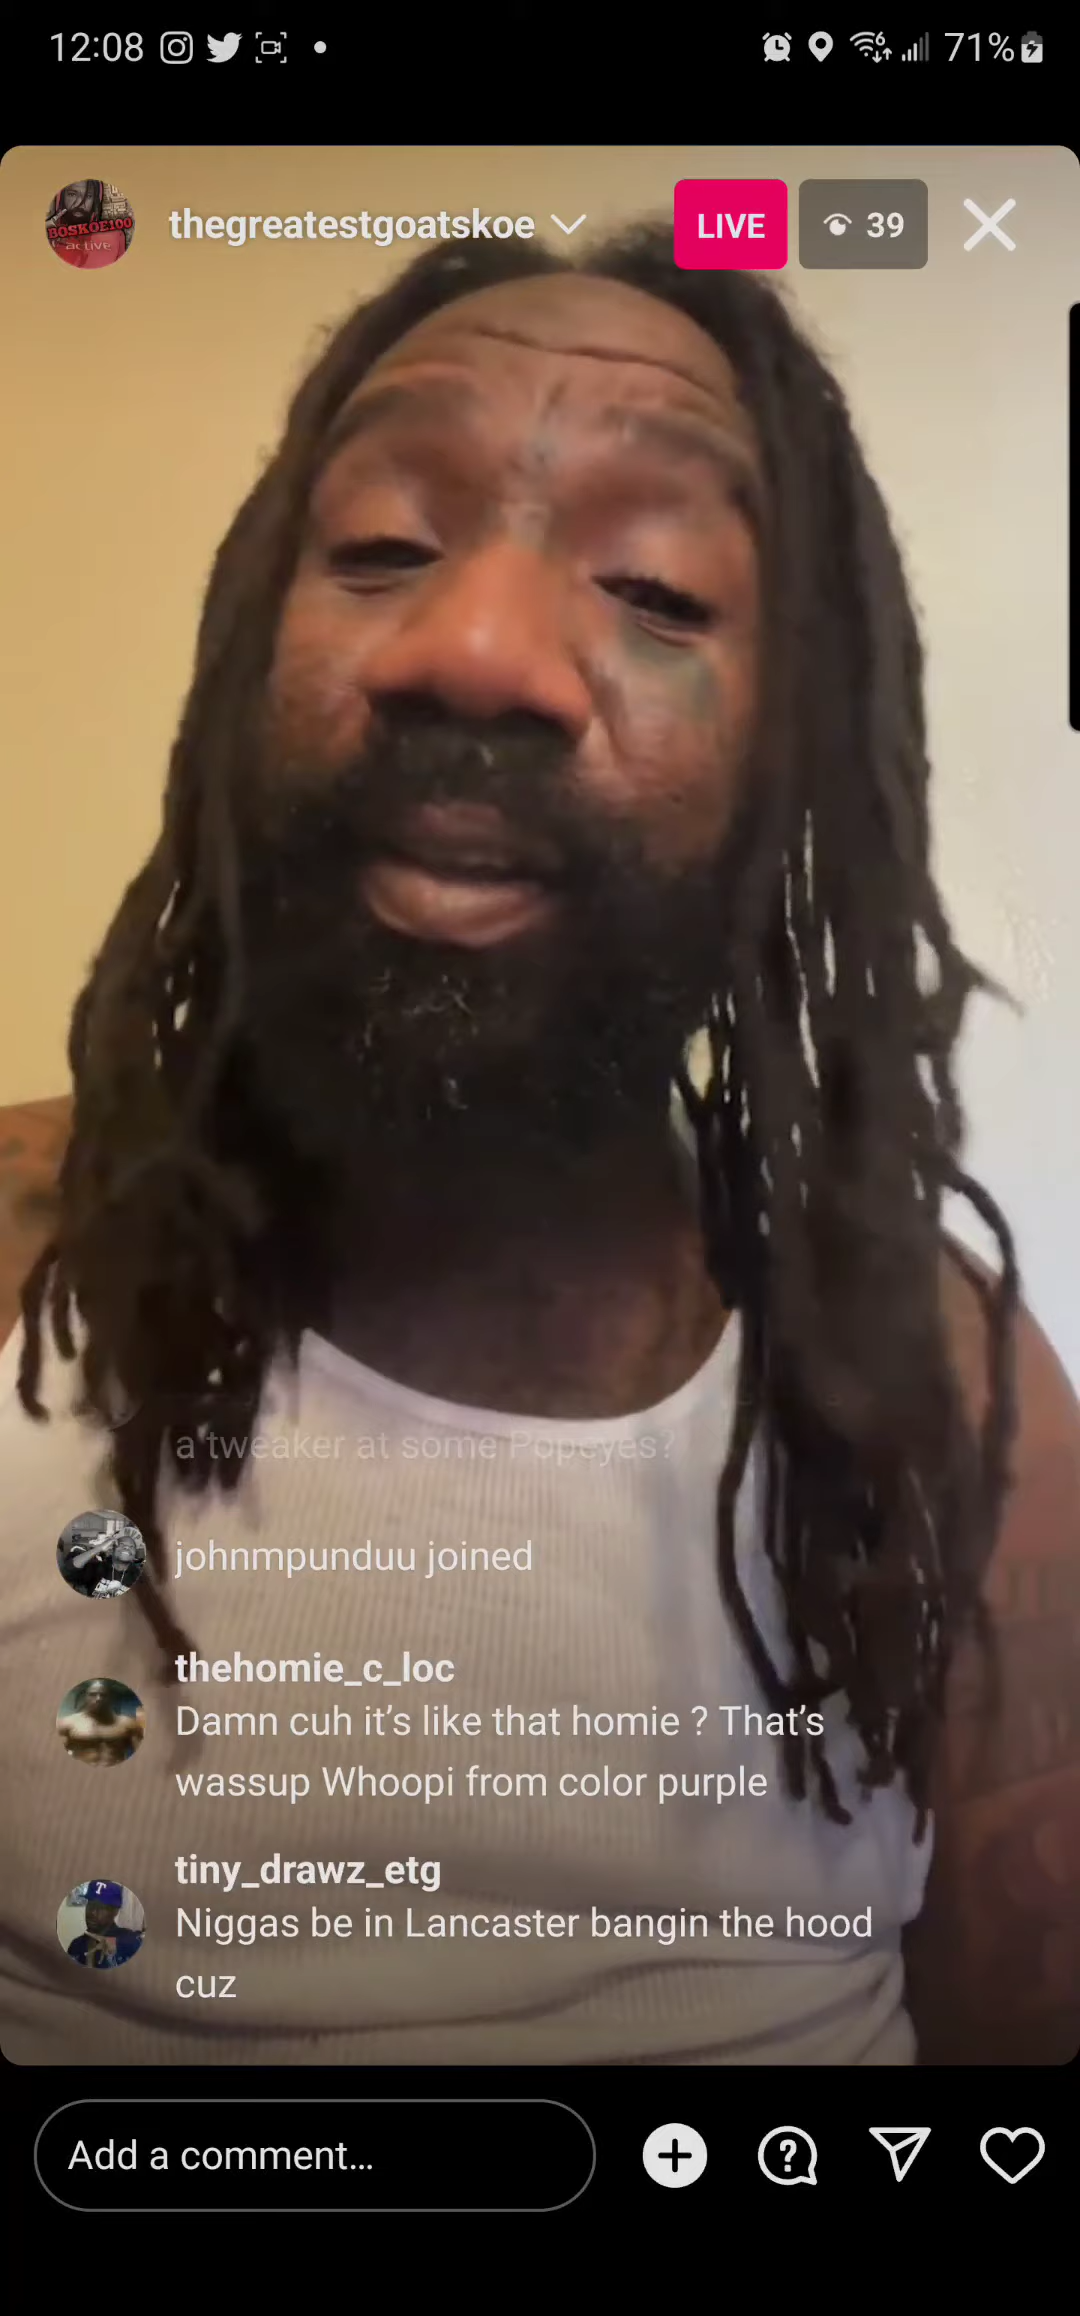 12:08
71%
BOSKOE100
active
thegreatestgoatskoe
LIVE
39
a tweaker at some Popeyes?
johnmpunduu joined
thehomie_c_loc
Damn cuh it’s like that homie ? That’s
wassup Whoopi from color purple
tiny_drawz_etg
T
Niggas be in Lancaster bangin the hood
cuz
Add a comment...